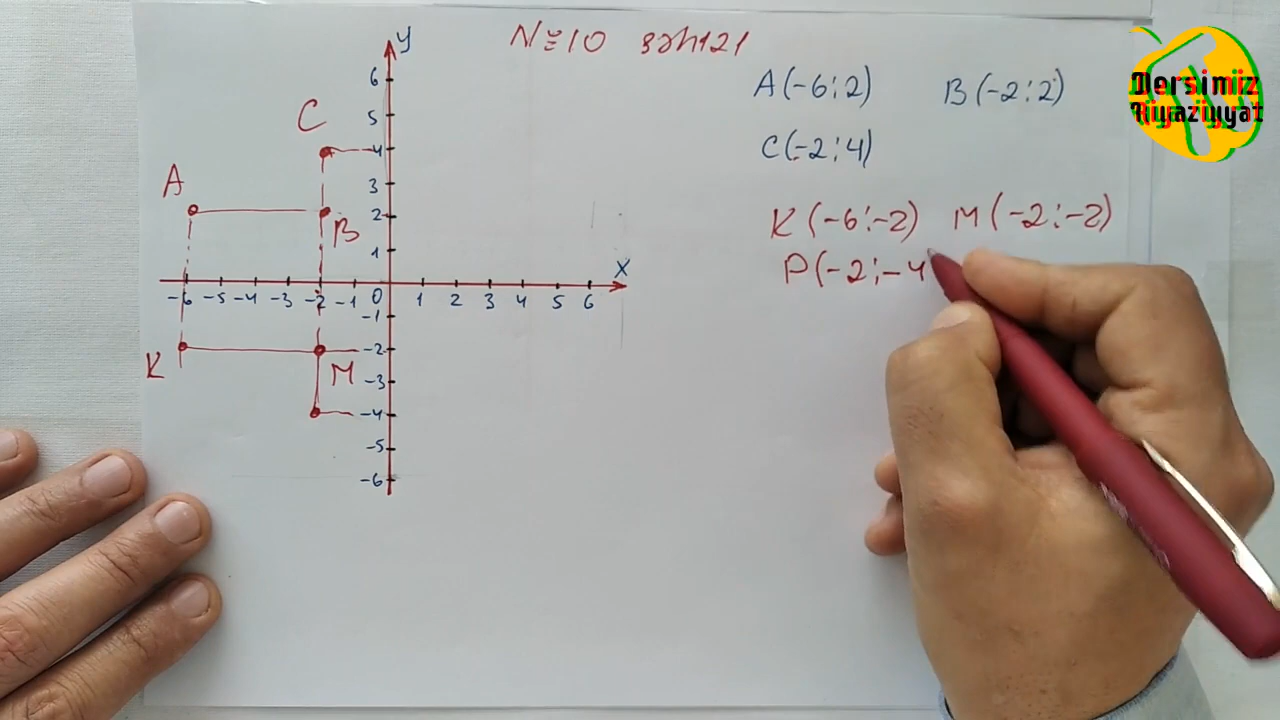 №10 səh121
A(-6;2) B(-2;2)
C(-2;4)
K(-6;-2) M(-2;-2)
P(-2;-4
Dersimiz
Riyaziyyat
y
6
5
4
3
2
1
C
A
B
x
-6 -5 -4 -3 -2 -1 0 1 2 3 4 5 6
-1
-2
-3
-4
-5
-6
K
M